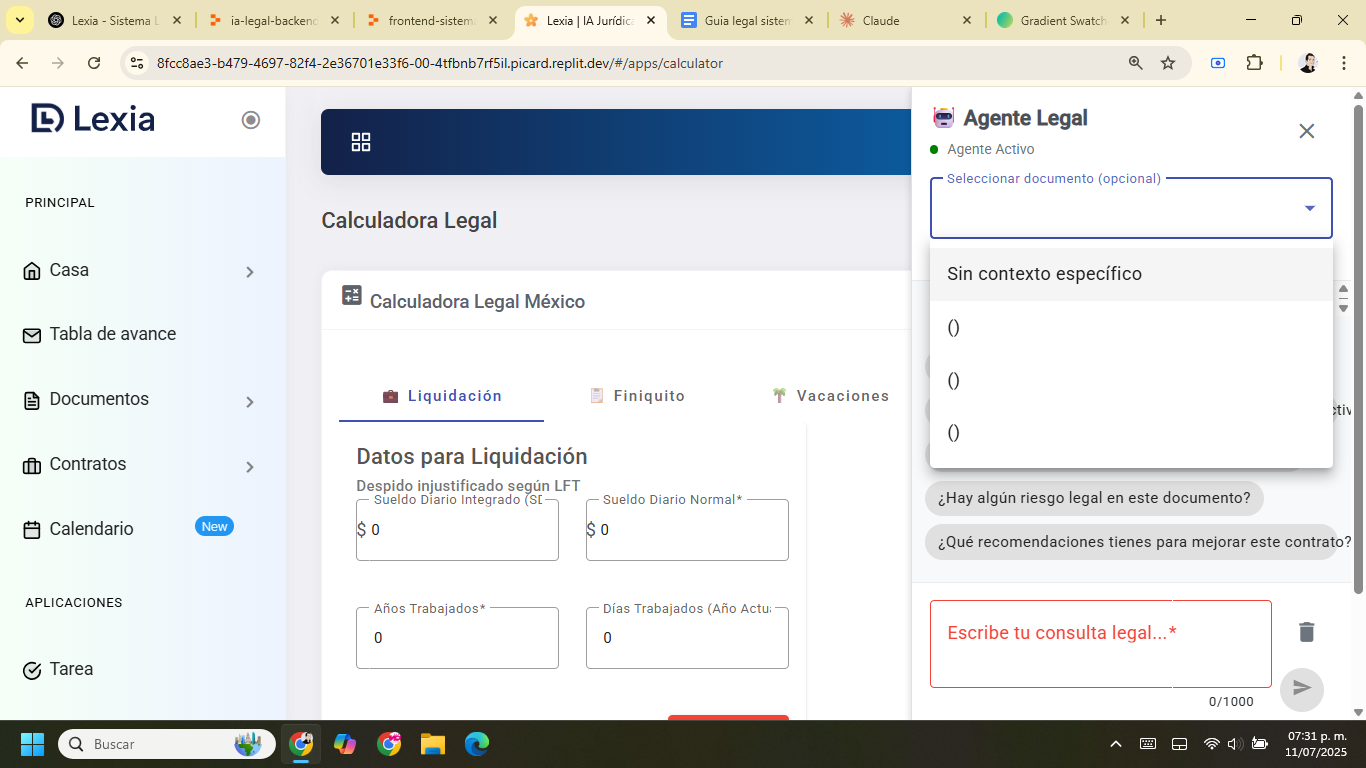 Lexia - Sistema L
ia-legal-backend
frontend-sistema
Lexia | IA Jurídica
Guia legal sistem
Claude
Gradient Swatch
8fcc8ae3-b479-4697-82f4-2e36701e33f6-00-4tfbnb7rf5il.picard.replit.dev/#/apps/calculator
Lexia
PRINCIPAL
Casa
Tabla de avance
Documentos
Contratos
Calendario
New
APLICACIONES
Tarea
Calculadora Legal
Calculadora Legal México
Liquidación
Finiquito
Vacaciones
Datos para Liquidación
Despido injustificado según LFT
Sueldo Diario Integrado (SD
$ 0
Sueldo Diario Normal*
$ 0
Años Trabajados*
0
Días Trabajados (Año Actua
0
Agente Legal
Agente Activo
Seleccionar documento (opcional)
Sin contexto específico
()
()
()
¿Hay algún riesgo legal en este documento?
¿Qué recomendaciones tienes para mejorar este contrato?
Escribe tu consulta legal...*
0/1000
Buscar
07:31 p. m.
11/07/2025